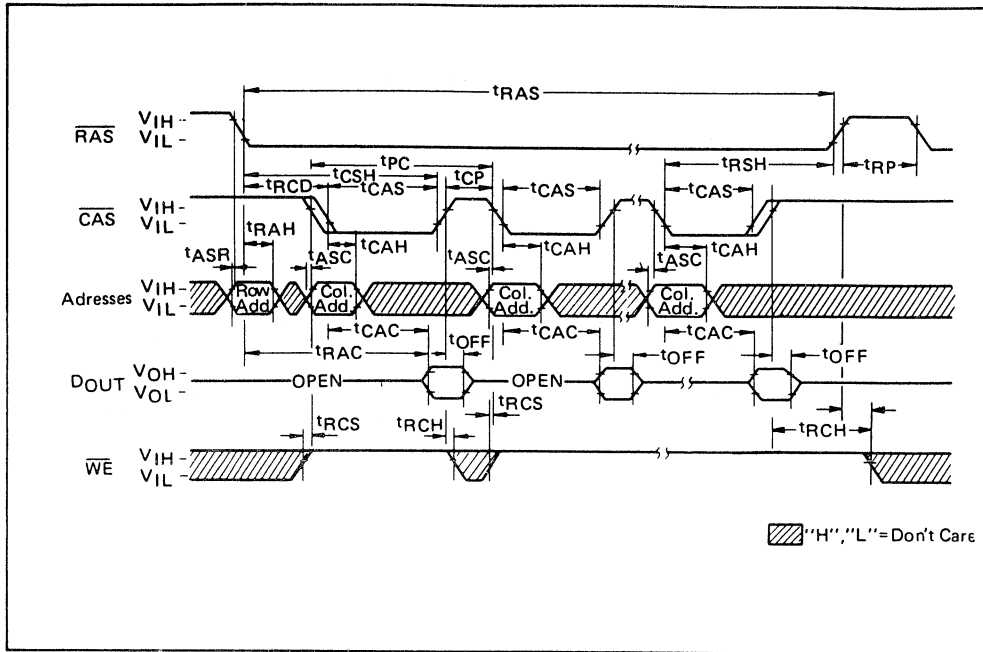 tRAS
RAS VIH
VIL
tPC
tCSH
tRSH
tRP
tRCD tCAS tCP tCAS tCAS
CAS VIH
VIL
tRAH tCAH tCAH tCAH
tASR tASC tASC tASC
Adresses VIH
VIL
Row Add.
Col. Add.
Col. Add.
Col. Add.
tCAC tCAC tCAC
tRAC tOFF tOFF tOFF
DOUT VOH
VOL
OPEN OPEN
tRCS tRCH tRCS tRCH
WE VIH
VIL
"H","L"=Don't Care